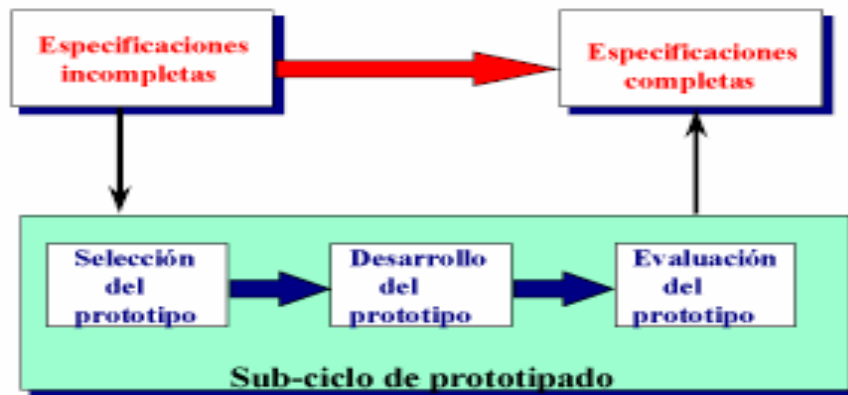 Especificaciones
incompletas
Especificaciones
completas
Selección
del
prototipo
Desarrollo
del
prototipo
Evaluación
del
prototipo
Sub-ciclo de prototipado